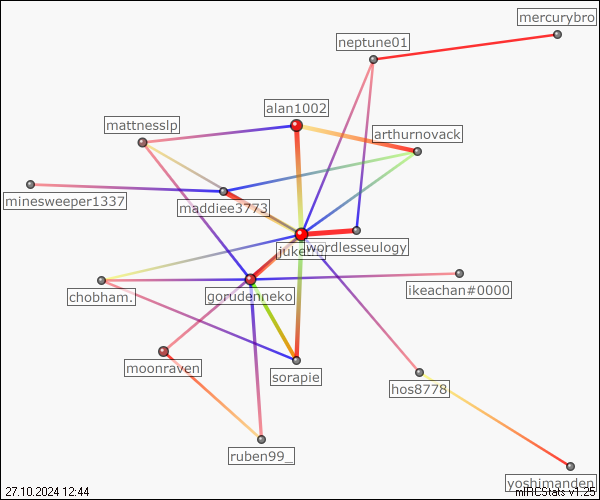 mercurybro
neptune01
alan1002
mattnesslp
arthurnovack
minesweeper1337
maddiee3773
wordlesseulogy
chobham.
gorudenneko
ikeachan#0000
moonraven
sorapie
hos8778
ruben99_
yoshimanden
27.10.2024 12:44
mIRCStats v1.25